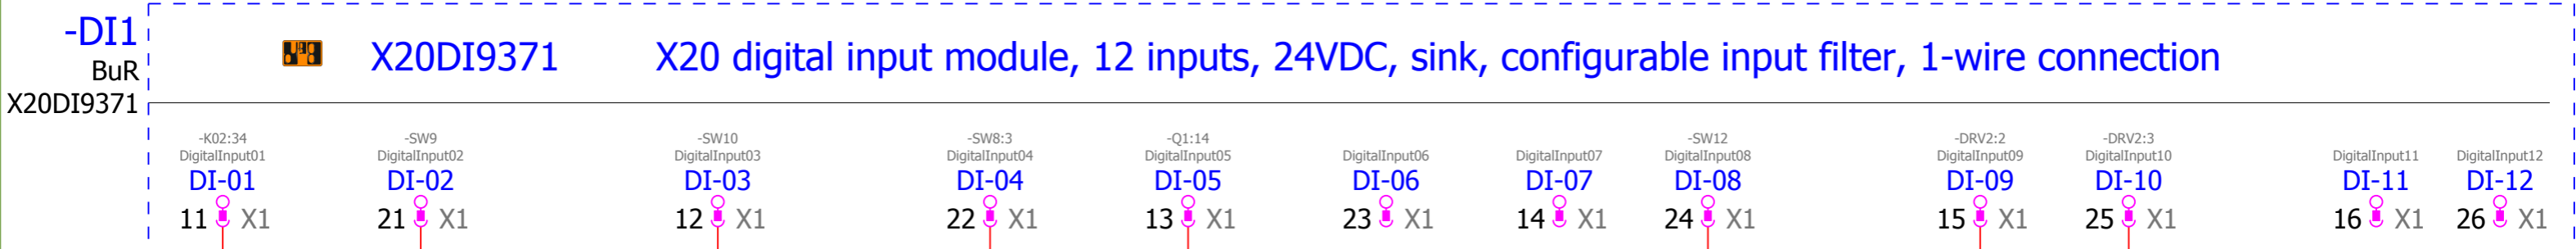 -DI1
BuR
X20DI9371
X20DI9371 X20 digital input module, 12 inputs, 24VDC, sink, configurable input filter, 1-wire connection
-K02:34 -SW9 -SW10 -SW8:3 -Q1:14 -SW12 -DRV2:2 -DRV2:3
DigitalInput01 DigitalInput02 DigitalInput03 DigitalInput04 DigitalInput05 DigitalInput06 DigitalInput07 DigitalInput08 DigitalInput09 DigitalInput10 DigitalInput11 DigitalInput12
DI-01 DI-02 DI-03 DI-04 DI-05 DI-06 DI-07 DI-08 DI-09 DI-10 DI-11 DI-12
11 X1 21 X1 12 X1 22 X1 13 X1 23 X1 14 X1 24 X1 15 X1 25 X1 16 X1 26 X1